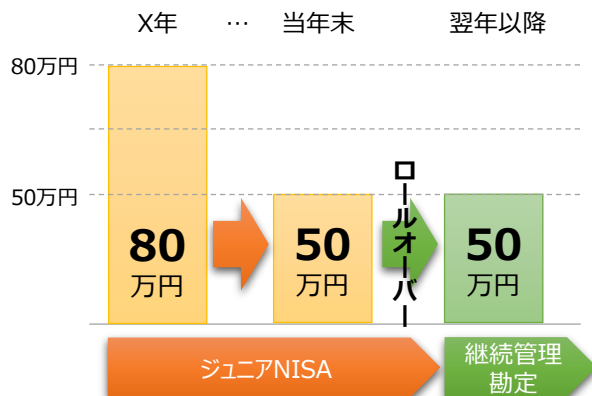 X年 … 当年末 翌年以降
80万円
50万円
80
万円
50
万円
ロールオーバー
50
万円
ジュニアNISA
継続管理
勘定